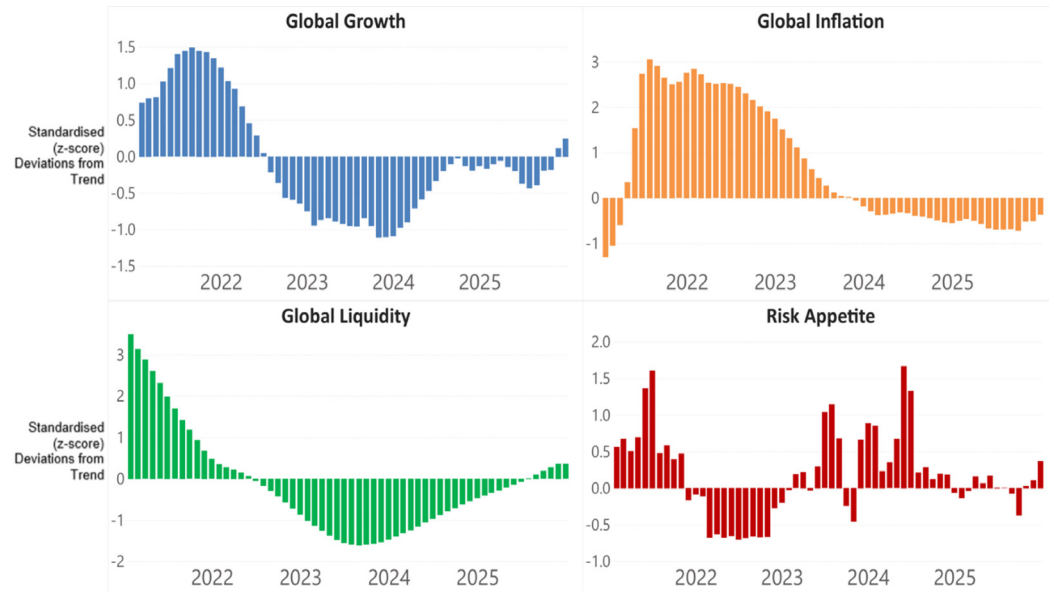 Global Growth
Standardised
(z-score)
Deviations from
Trend
1.5
1.0
0.5
0.0
-0.5
-1.0
-1.5
2022 2023 2024 2025
Global Inflation
3
2
1
0
-1
2022 2023 2024 2025
Global Liquidity
Standardised
(z-score)
Deviations from
Trend
3
2
1
0
-1
-2
2022 2023 2024 2025
Risk Appetite
2.0
1.5
1.0
0.5
0.0
-0.5
-1.0
2022 2023 2024 2025